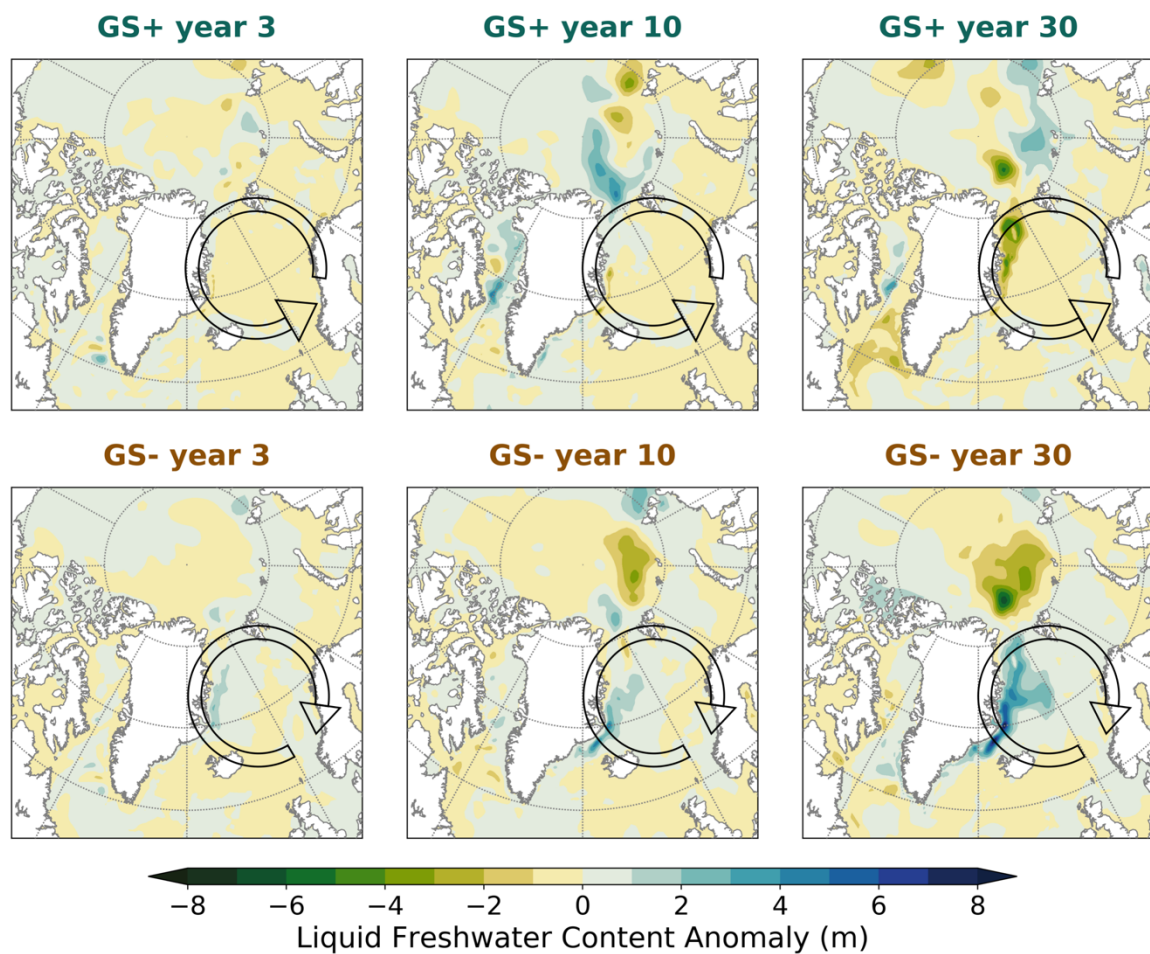 GS+ year 3 GS+ year 10 GS+ year 30
GS- year 3 GS- year 10 GS- year 30
−8 −6 −4 −2 0 2 4 6 8
Liquid Freshwater Content Anomaly (m)